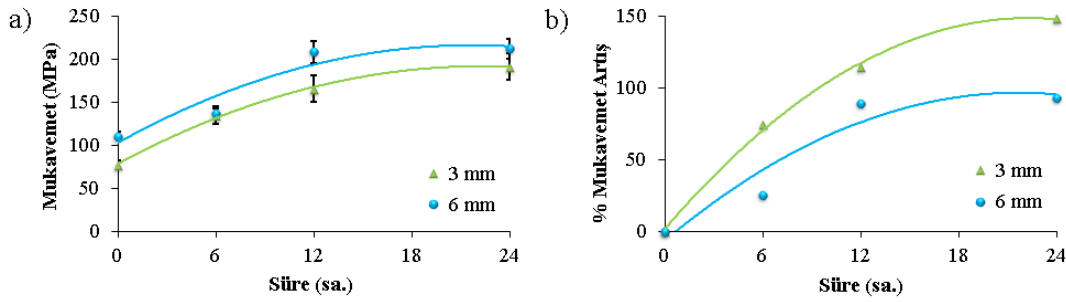 a)
Mukavemet (MPa)
250
200
150
100
50
0
0 6 12 18 24
Süre (sa.)
3 mm
6 mm
b)
% Mukavemet Artış
150
100
50
0
0 6 12 18 24
Süre (sa.)
3 mm
6 mm